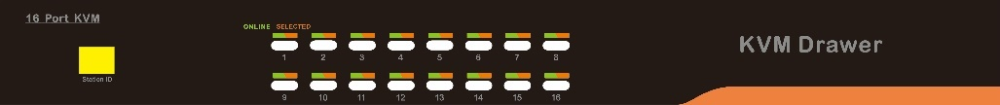 16 Port KVM
Station ID
ONLINE SELECTED
1 2 3 4 5 6 7 8
9 10 11 12 13 14 15 16
KVM Drawer